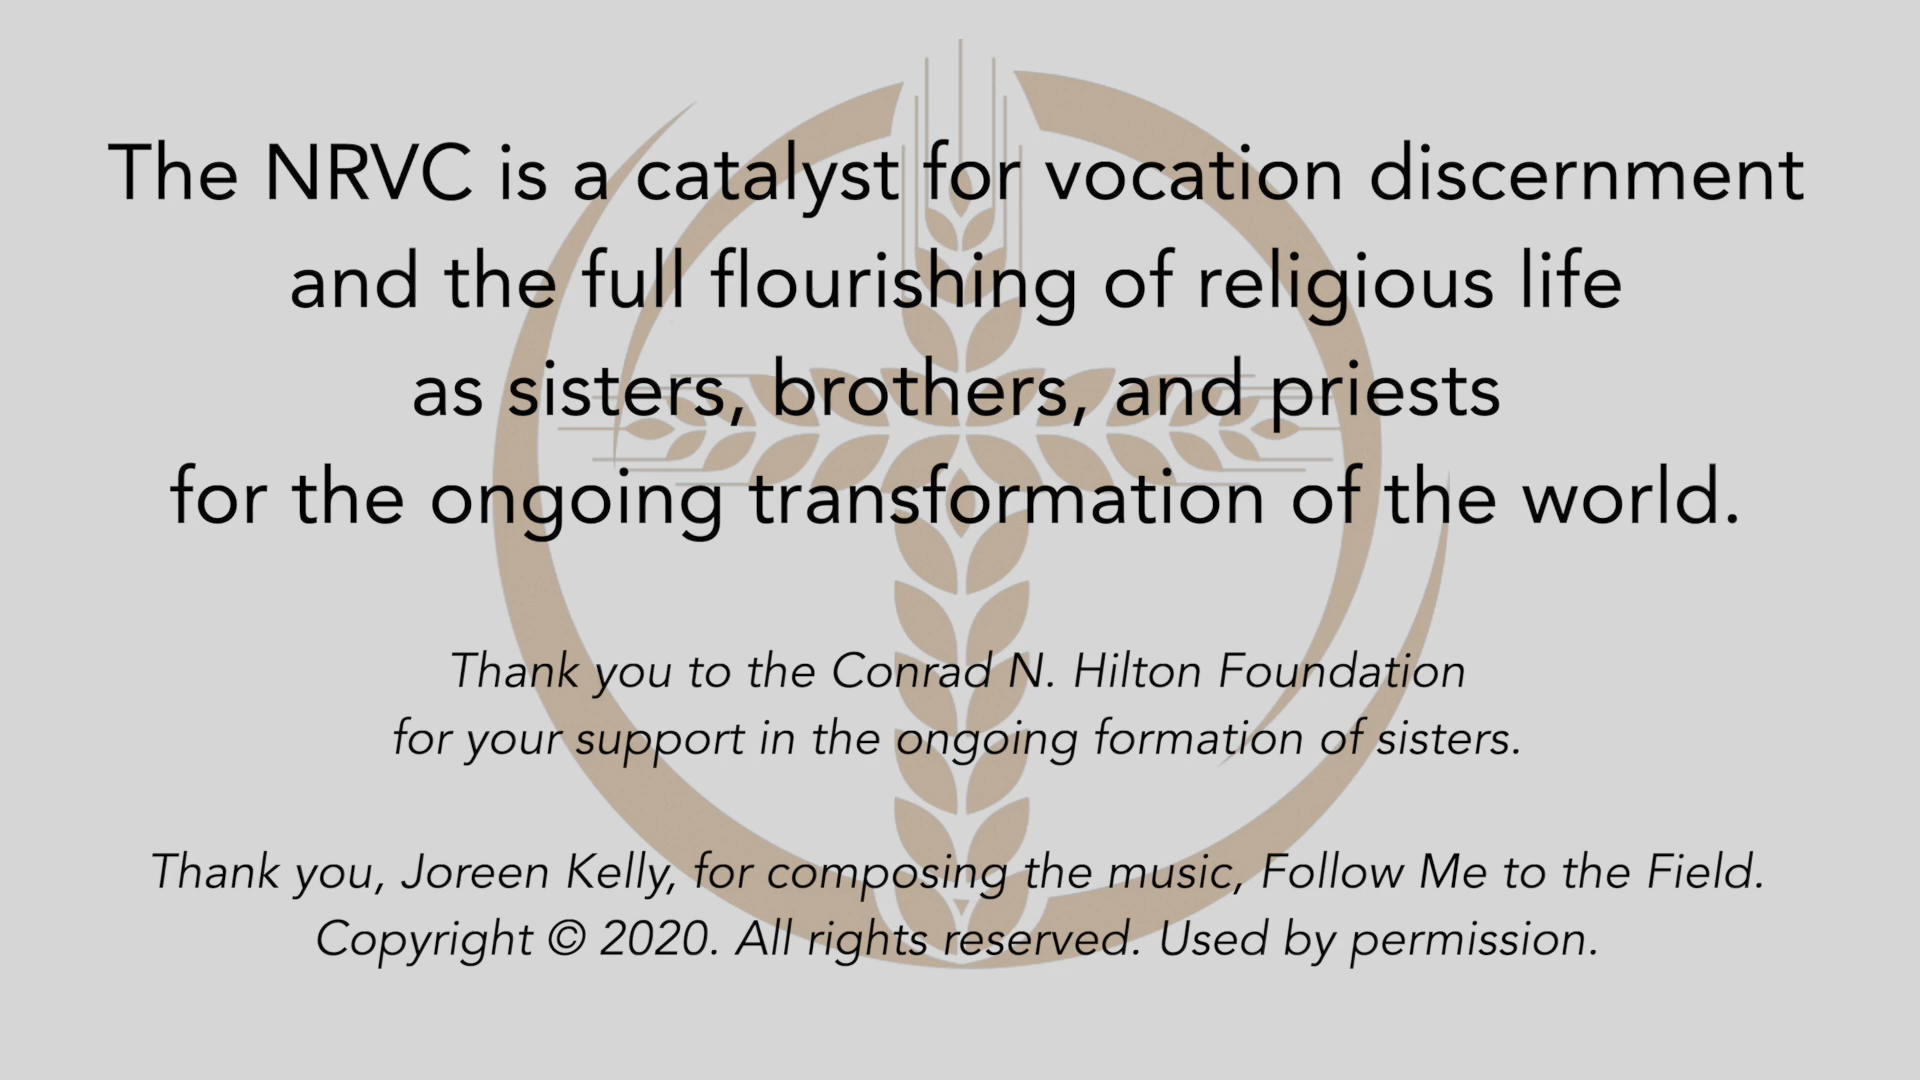 The NRVC is a catalyst for vocation discernment
and the full flourishing of religious life
as sisters, brothers, and priests
for the ongoing transformation of the world.
Thank you to the Conrad N. Hilton Foundation
for your support in the ongoing formation of sisters.
Thank you, Joreen Kelly, for composing the music, Follow Me to the Field.
Copyright © 2020. All rights reserved. Used by permission.